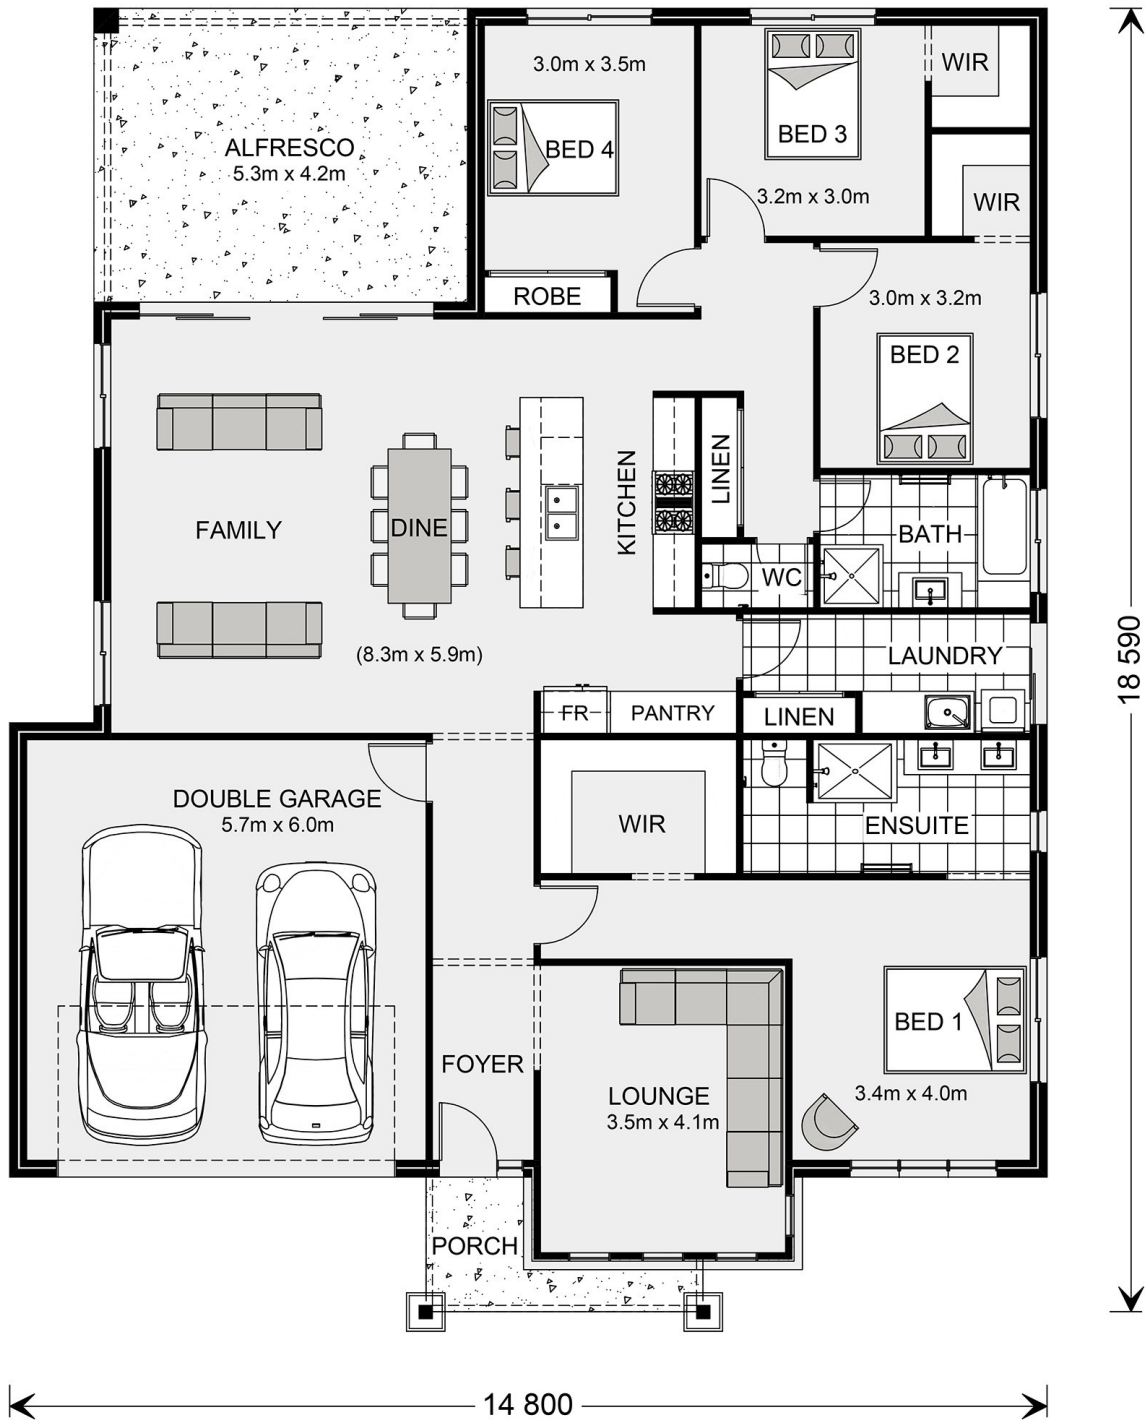 3.0m x 3.5m
BED 4
BED 3
3.2m x 3.0m
WIR
WIR
ALFRESCO
5.3m x 4.2m
ROBE
3.0m x 3.2m
BED 2
FAMILY
DINE
KITCHEN
LINEN
BATH
WC
(8.3m x 5.9m)
LAUNDRY
FR
PANTRY
LINEN
DOUBLE GARAGE
5.7m x 6.0m
WIR
ENSUITE
FOYER
LOUNGE
3.5m x 4.1m
BED 1
3.4m x 4.0m
PORCH
18 590
14 800